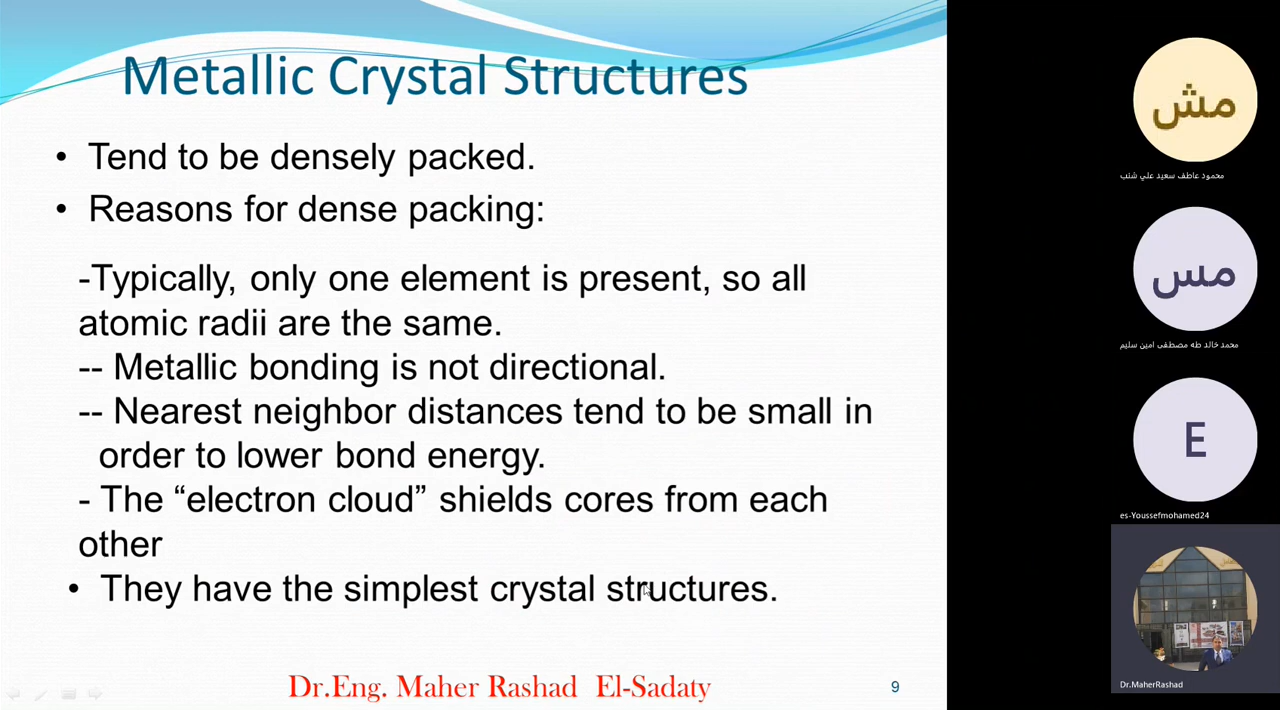 Metallic Crystal Structures
• Tend to be densely packed.
• Reasons for dense packing:
-Typically, only one element is present, so all
atomic radii are the same.
-- Metallic bonding is not directional.
-- Nearest neighbor distances tend to be small in
order to lower bond energy.
- The “electron cloud” shields cores from each
other
• They have the simplest crystal structures.
Dr.Eng. Maher Rashad El-Sadaty
9
مش
محمود عاطف سعيد علي شنب
مس
محمد خالد طه مصطفى امين سليم
E
es-Youssefmohamed24
Dr.MaherRashad